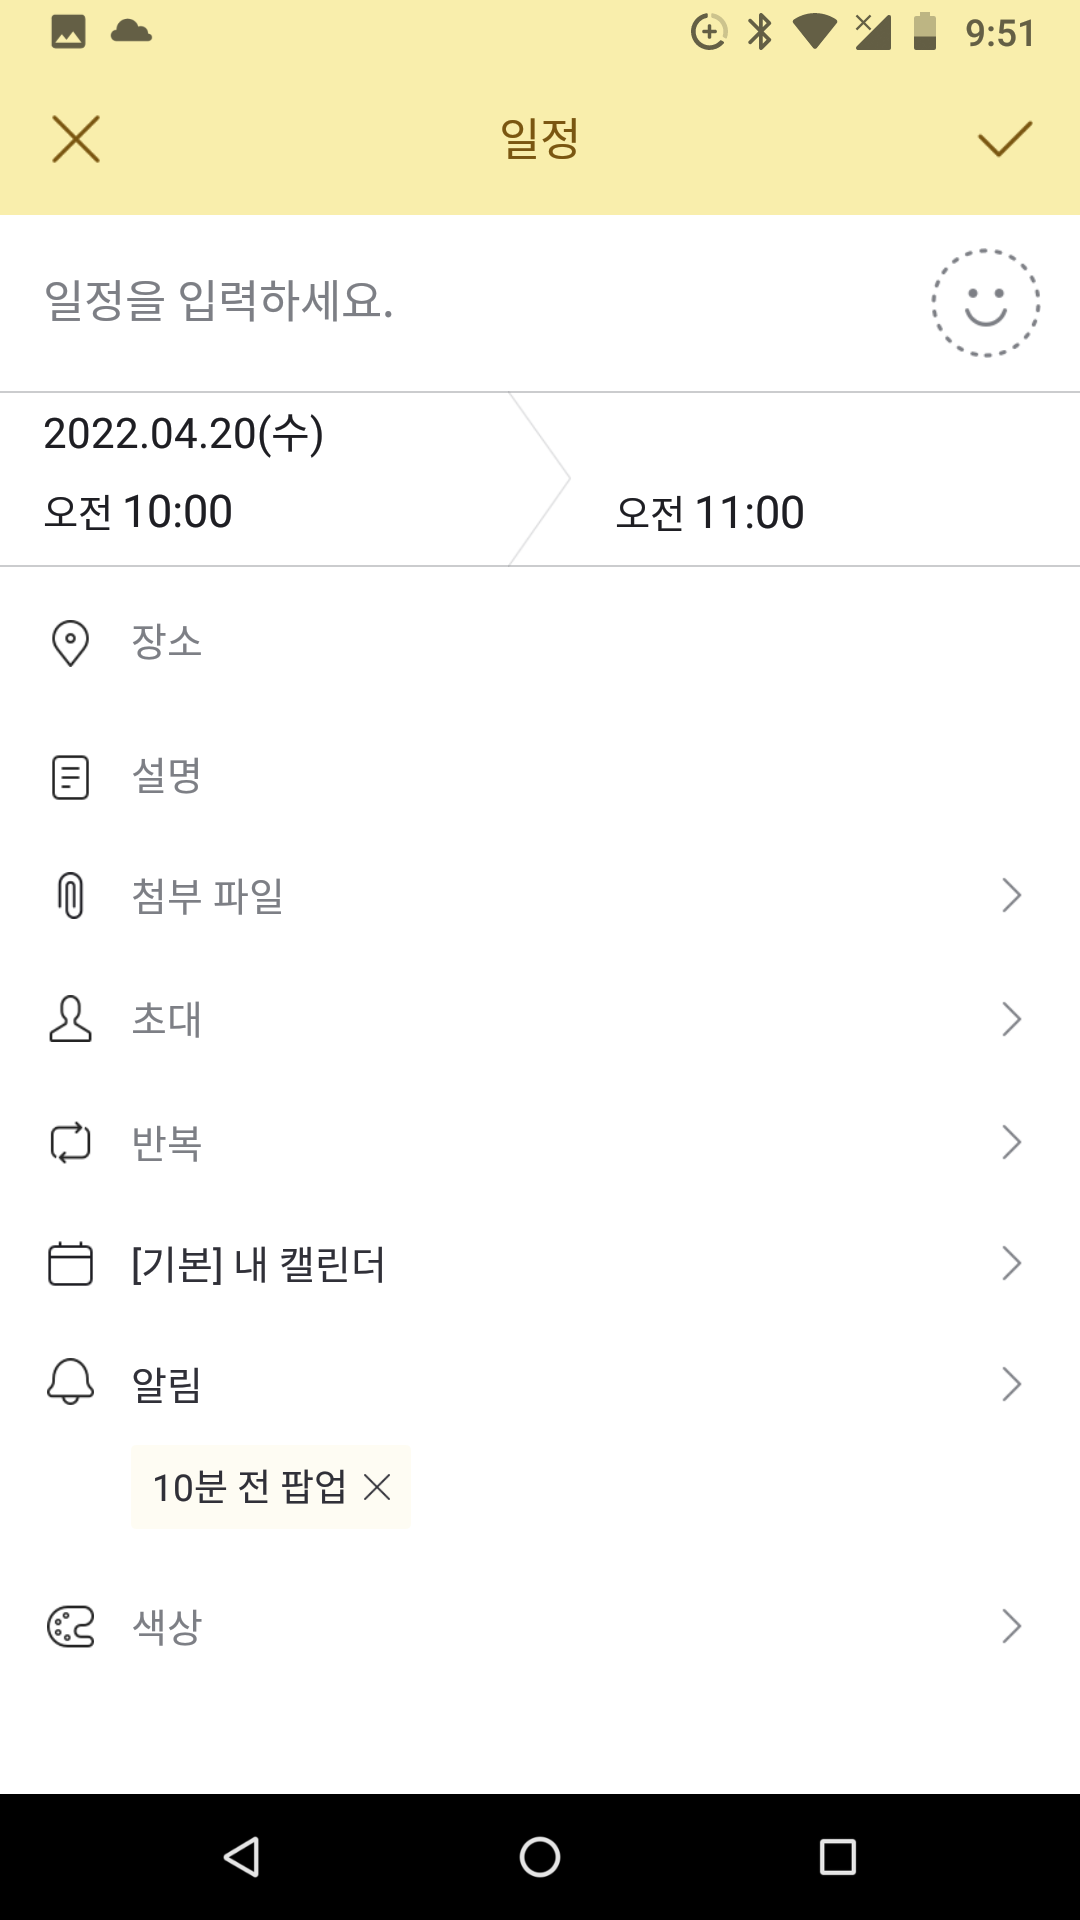 9:51
일정
일정을 입력하세요.
2022.04.20(수)
오전 10:00
오전 11:00
장소
설명
첨부 파일
초대
반복
[기본] 내 캘린더
알림
10분 전 팝업
색상